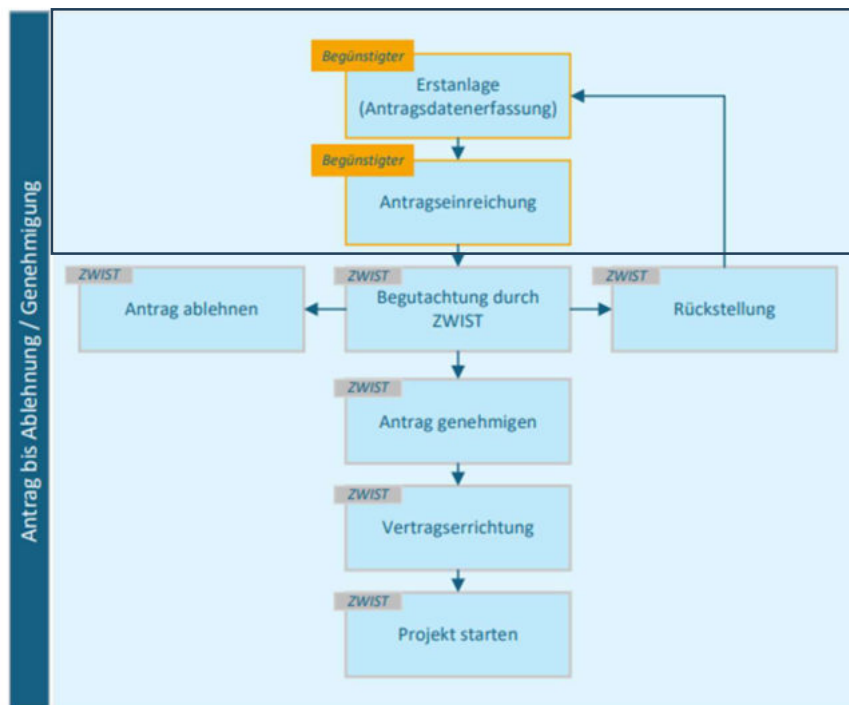 Antrag bis Ablehnung / Genehmigung
Begünstigter
Erstanlage
(Antragsdatenerfassung)
Begünstigter
Antragseinreichung
ZWIST
Antrag ablehnen
ZWIST
Begutachtung durch
ZWIST
ZWIST
Rückstellung
ZWIST
Antrag genehmigen
ZWIST
Vertragserrichtung
ZWIST
Projekt starten